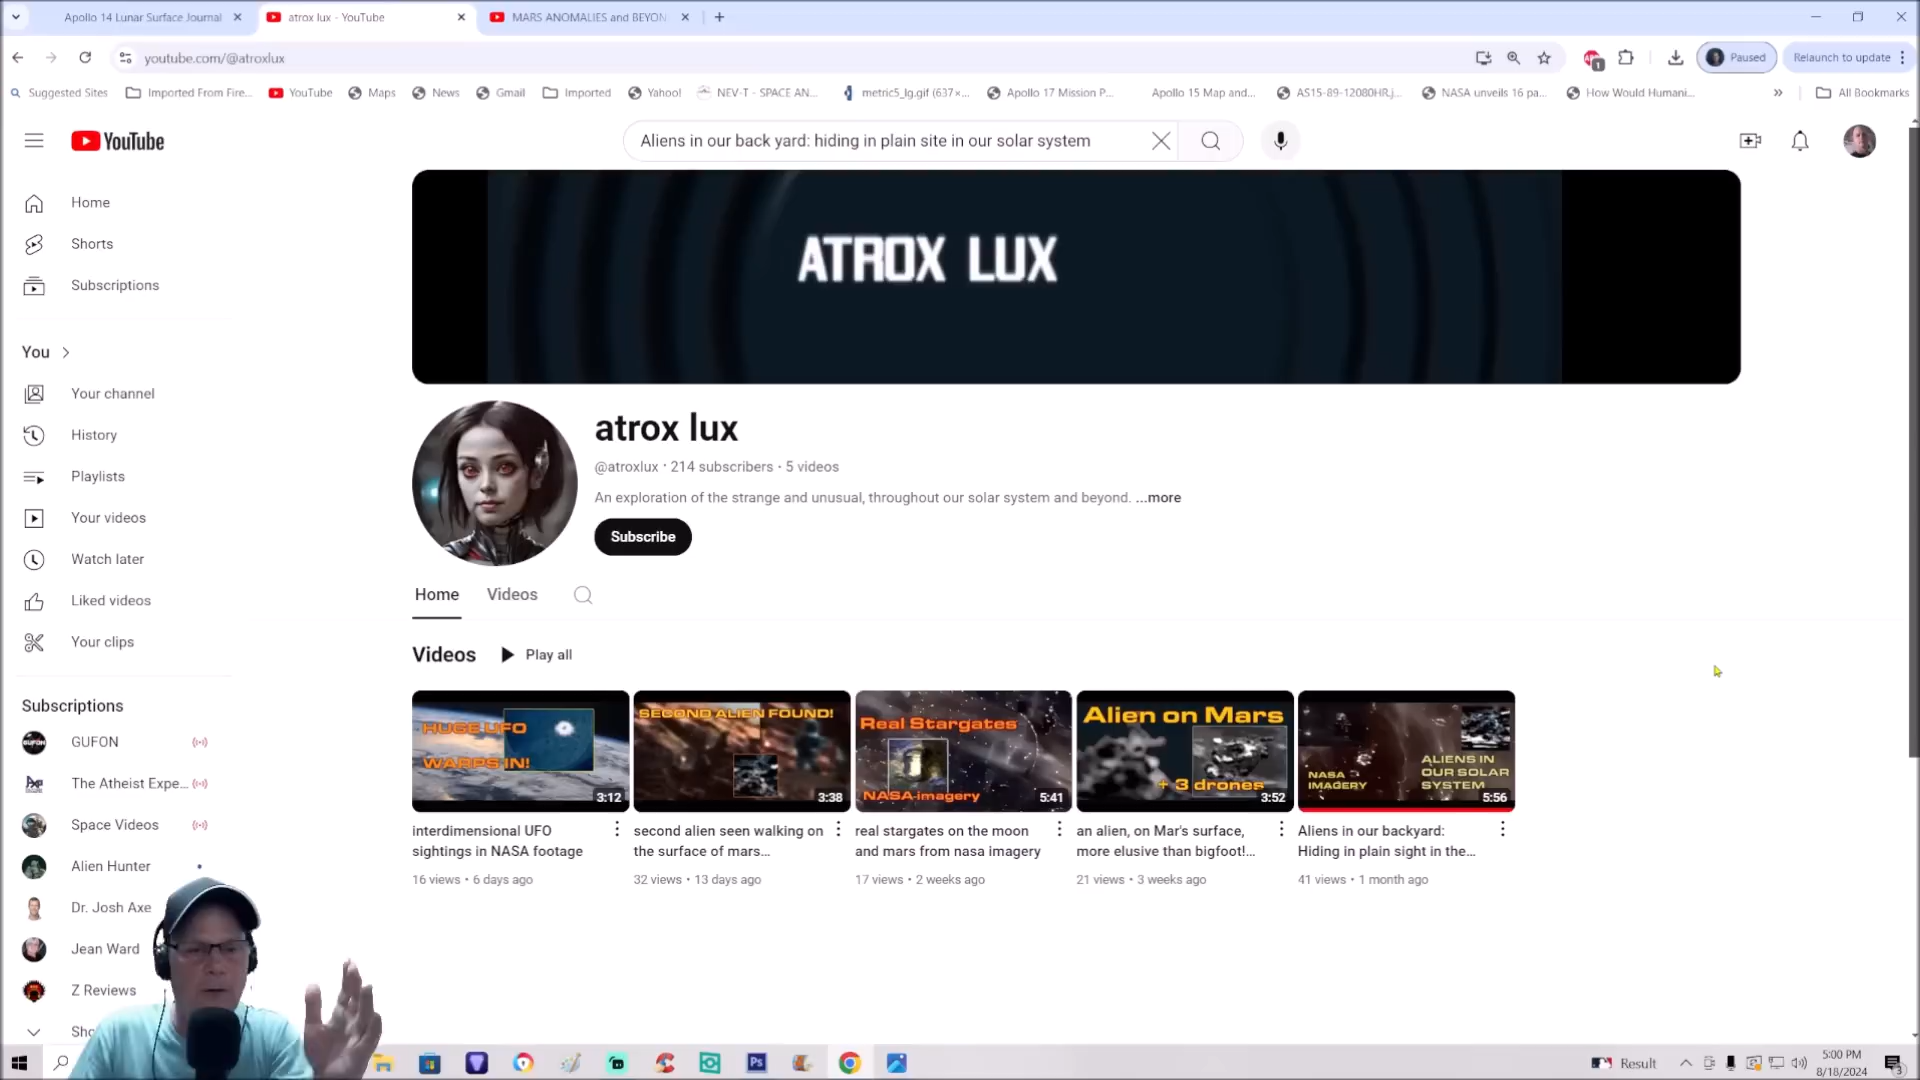 Apollo 14 Lunar Surface Journal
atrox lux - YouTube
MARS ANOMALIES and BEYON
youtube.com/@atroxlux
1
Paused
Relaunch to update
Suggested Sites
Imported From Fire...
YouTube
Maps
News
Gmail
Imported
Yahoo!
NEV-T - SPACE AN...
metric5_lg.gif (637×...
Apollo 17 Mission P...
Apollo 15 Map and...
AS15-89-12080HR.j...
NASA unveils 16 pa...
How Would Humani...
»
All Bookmarks
YouTube
Aliens in our back yard: hiding in plain site in our solar system
Home
Shorts
Subscriptions
You
Your channel
History
Playlists
Your videos
Watch later
Liked videos
Your clips
Subscriptions
GUFON
The Atheist Expe...
Space Videos
Alien Hunter
Dr. Josh Axe
Jean Ward
Z Reviews
ATROX LUX
atrox lux
@atroxlux · 214 subscribers · 5 videos
An exploration of the strange and unusual, throughout our solar system and beyond. ...more
Subscribe
Home
Videos
Videos
Play all
HUGE UFO
WARPS IN!
3:12
interdimensional UFO
sightings in NASA footage
16 views · 6 days ago
SECOND ALIEN FOUND!
3:38
second alien seen walking on
the surface of mars...
32 views · 13 days ago
Real Stargates
NASA imagery
5:41
real stargates on the moon
and mars from nasa imagery
17 views · 2 weeks ago
Alien on Mars
+ 3 drones
3:52
an alien, on Mar's surface,
more elusive than bigfoot!...
21 views · 3 weeks ago
NASA
IMAGERY
ALIENS IN
OUR SOLAR
SYSTEM
5:56
Aliens in our backyard:
Hiding in plain sight in the...
41 views · 1 month ago
Ps
Result
5:00 PM
8/18/2024
3